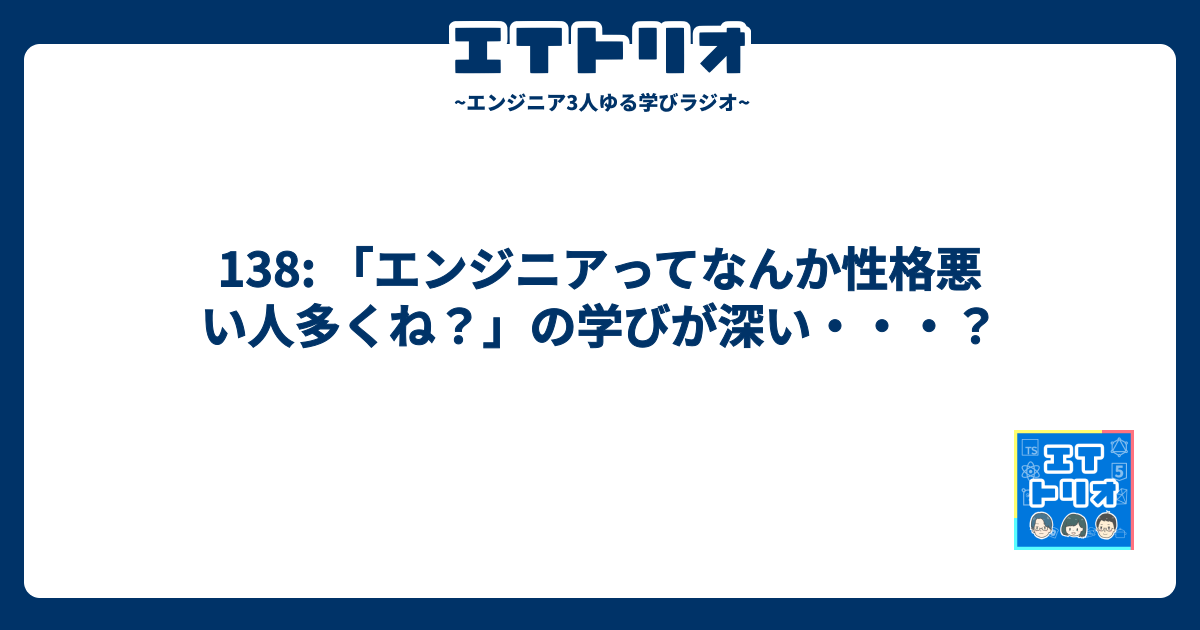 エイトリオ
~エンジニア3人ゆる学びラジオ~
138: 「エンジニアってなんか性格悪
い人多くね？」の学びが深い・・・？
TS
エイ
5
トリオ